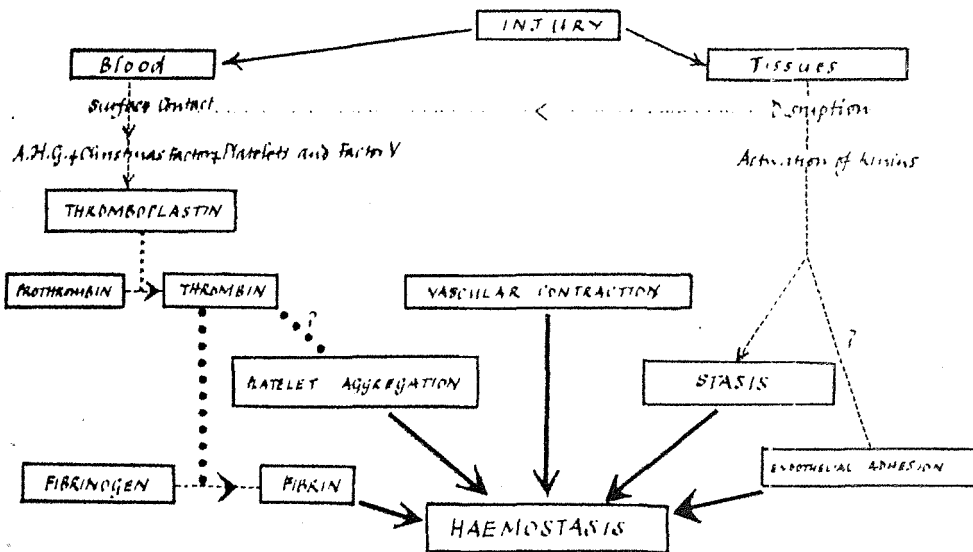 INJURY
Blood
Tissues
Surface Contact
Disruption
A.H.G. + Christmas Factor + Platelets and Factor V
Activation of kinins
THROMBOPLASTIN
PROTHROMBIN
THROMBIN
VASCULAR CONTRACTION
?
?
PLATELET AGGREGATION
STASIS
ENDOTHELIAL ADHESION
FIBRINOGEN
FIBRIN
HAEMOSTASIS